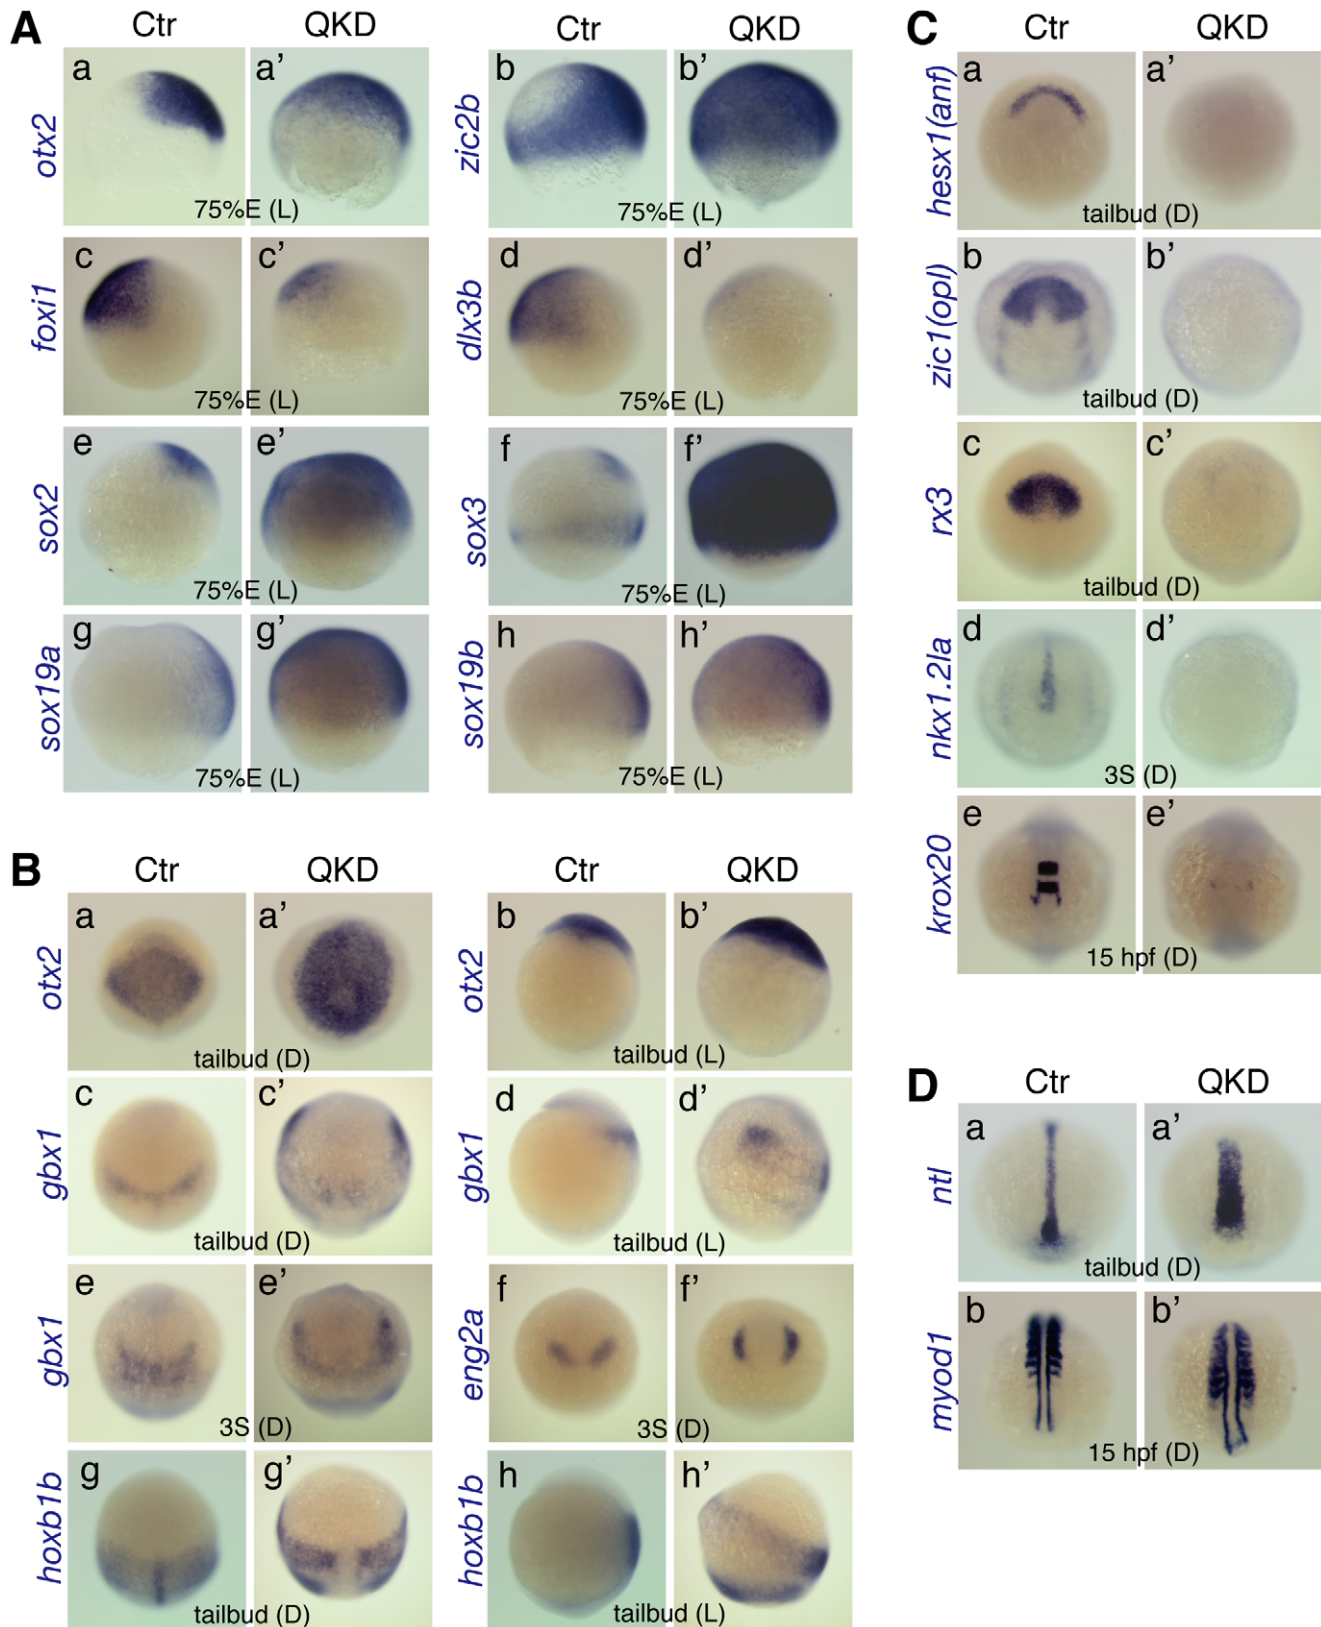 A
Ctr
QKD
Ctr
QKD
otx2
a
a’
75%E (L)
zic2b
b
b’
75%E (L)
foxi1
c
c’
75%E (L)
dlx3b
d
d’
75%E (L)
sox2
e
e’
75%E (L)
sox3
f
f’
75%E (L)
sox19a
g
g’
75%E (L)
sox19b
h
h’
75%E (L)
B
Ctr
QKD
Ctr
QKD
otx2
a
a’
tailbud (D)
otx2
b
b’
tailbud (L)
gbx1
c
c’
tailbud (D)
gbx1
d
d’
tailbud (L)
gbx1
e
e’
3S (D)
eng2a
f
f’
3S (D)
hoxb1b
g
g’
tailbud (D)
hoxb1b
h
h’
tailbud (L)
C
Ctr
QKD
hesx1(anf)
a
a’
tailbud (D)
zic1(opl)
b
b’
tailbud (D)
rx3
c
c’
tailbud (D)
nkx1.2la
d
d’
3S (D)
krox20
e
e’
15 hpf (D)
D
Ctr
QKD
ntl
a
a’
tailbud (D)
myod1
b
b’
15 hpf (D)